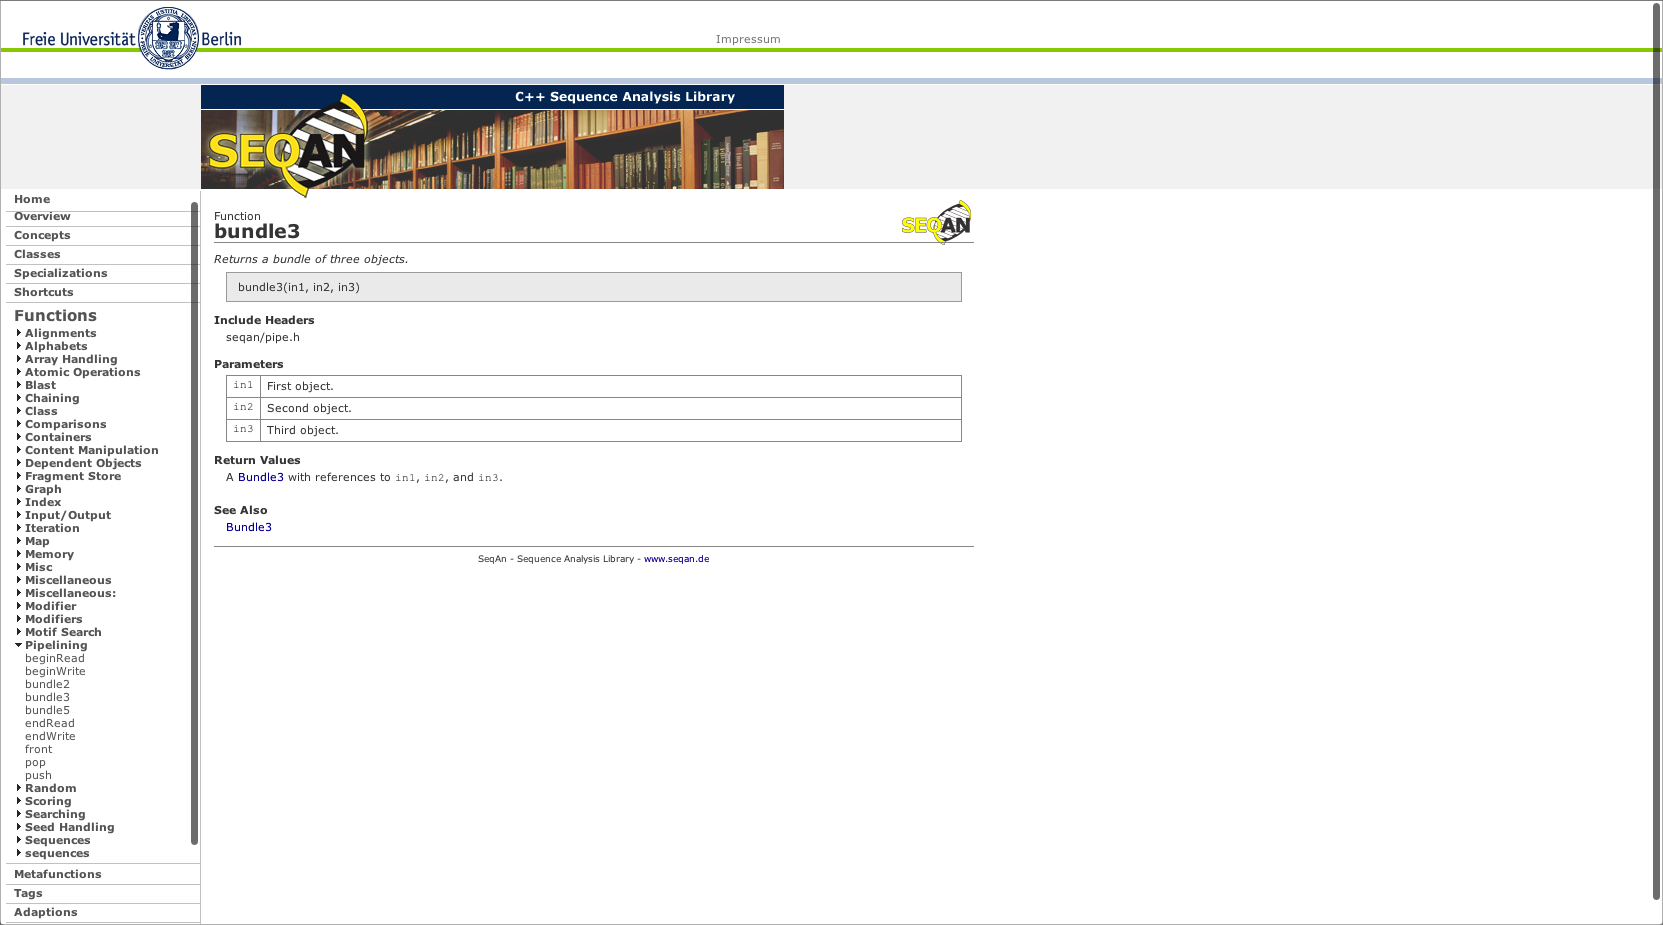 Freie Universität Berlin
Impressum
C++ Sequence Analysis Library
SEQAN
Home
Overview
Concepts
Classes
Specializations
Shortcuts
Functions
Alignments
Alphabets
Array Handling
Atomic Operations
Blast
Chaining
Class
Comparisons
Containers
Content Manipulation
Dependent Objects
Fragment Store
Graph
Index
Input/Output
Iteration
Map
Memory
Misc
Miscellaneous
Miscellaneous:
Modifier
Modifiers
Motif Search
Pipelining
beginRead
beginWrite
bundle2
bundle3
bundle5
endRead
endWrite
front
pop
push
Random
Scoring
Searching
Seed Handling
Sequences
sequences
Metafunctions
Tags
Adaptions
Function
bundle3
SEQAN
Returns a bundle of three objects.
bundle3(in1, in2, in3)
Include Headers
seqan/pipe.h
Parameters
in1 First object.
in2 Second object.
in3 Third object.
Return Values
A Bundle3 with references to in1, in2, and in3.
See Also
Bundle3
SeqAn - Sequence Analysis Library - www.seqan.de